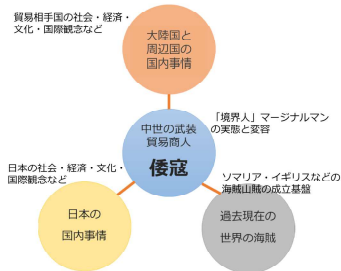 貿易相手国の社会・経済・
文化・国際観念など
大陸国と
周辺国の
国内事情
「境界人」マージナルマン
の実態と変容
中世の武装
貿易商人
倭寇
日本の社会・経済・文化・
国際観念など
ソマリア・イギリスなどの
海賊山賊の成立基盤
日本の
国内事情
過去現在の
世界の海賊